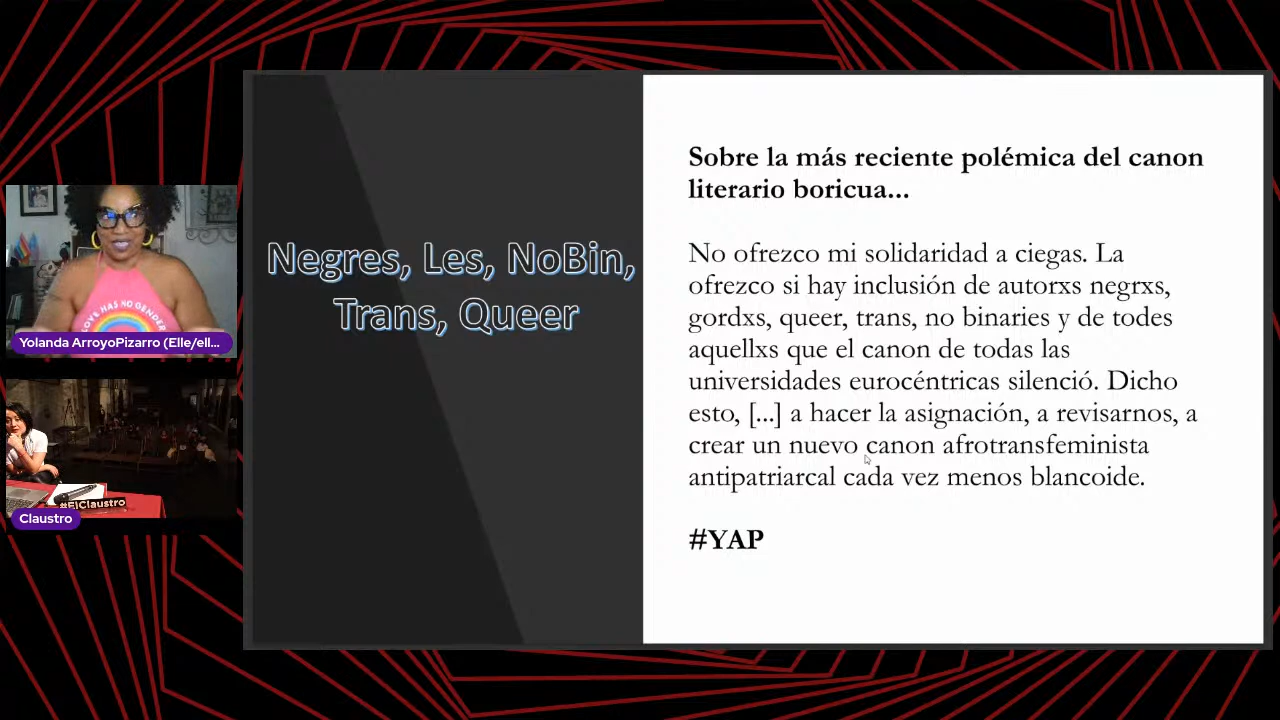 Negres, Les, NoBin,
Trans, Queer
Sobre la más reciente polémica del canon
literario boricua...
No ofrezco mi solidaridad a ciegas. La
ofrezco si hay inclusión de autorxs negrxs,
gordxs, queer, trans, no binaries y de todes
aquellxs que el canon de todas las
universidades eurocéntricas silenció. Dicho
esto, [...] a hacer la asignación, a revisarnos, a
crear un nuevo canon afrotransfeminista
antipatriarcal cada vez menos blancoide.
#YAP
LOVE HAS NO GENDER
Yolanda ArroyoPizarro (Elle/ell...
#ElClaustro
Claustro